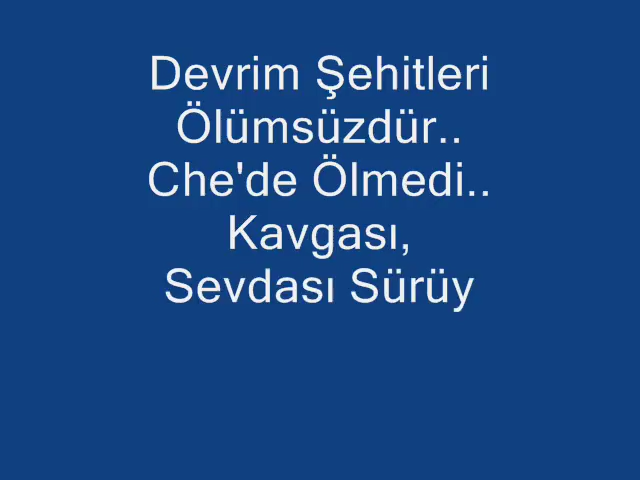 Devrim Şehitleri
Ölümsüzdür..
Che'de Ölmedi..
Kavgası,
Sevdası Sürüy